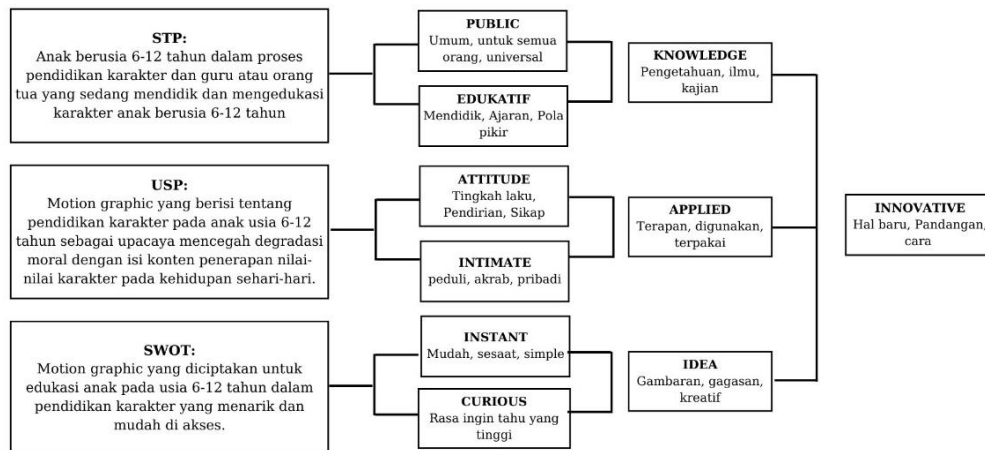 STP:
Anak berusia 6-12 tahun dalam proses
pendidikan karakter dan guru atau orang
tua yang sedang mendidik dan mengedukasi
karakter anak berusia 6-12 tahun
PUBLIC
Umum, untuk semua
orang, universal
EDUKATIF
Mendidik, Ajaran, Pola
pikir
KNOWLEDGE
Pengetahuan, ilmu,
kajian
USP:
Motion graphic yang berisi tentang
pendidikan karakter pada anak usia 6-12
tahun sebagai upacaya mencegah degradasi
moral dengan isi konten penerapan nilai-
nilai karakter pada kehidupan sehari-hari.
ATTITUDE
Tingkah laku,
Pendirian, Sikap
INTIMATE
peduli, akrab, pribadi
APPLIED
Terapan, digunakan,
terpakai
INNOVATIVE
Hal baru, Pandangan,
cara
SWOT:
Motion graphic yang diciptakan untuk
edukasi anak pada usia 6-12 tahun dalam
pendidikan karakter yang menarik dan
mudah di akses.
INSTANT
Mudah, sesaat, simple
CURIOUS
Rasa ingin tahu yang
tinggi
IDEA
Gambaran, gagasan,
kreatif